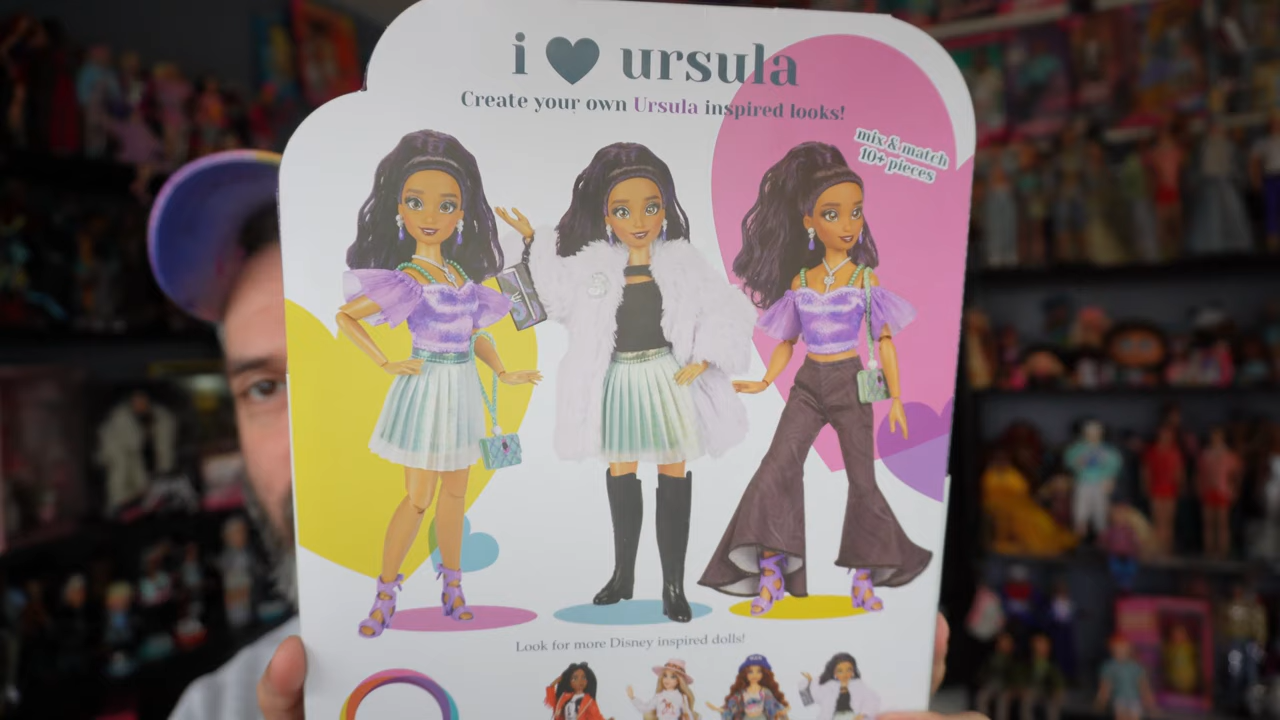 i ♥ ursula
Create your own Ursula inspired looks!
mix & match
10+ pieces
Look for more Disney inspired dolls!